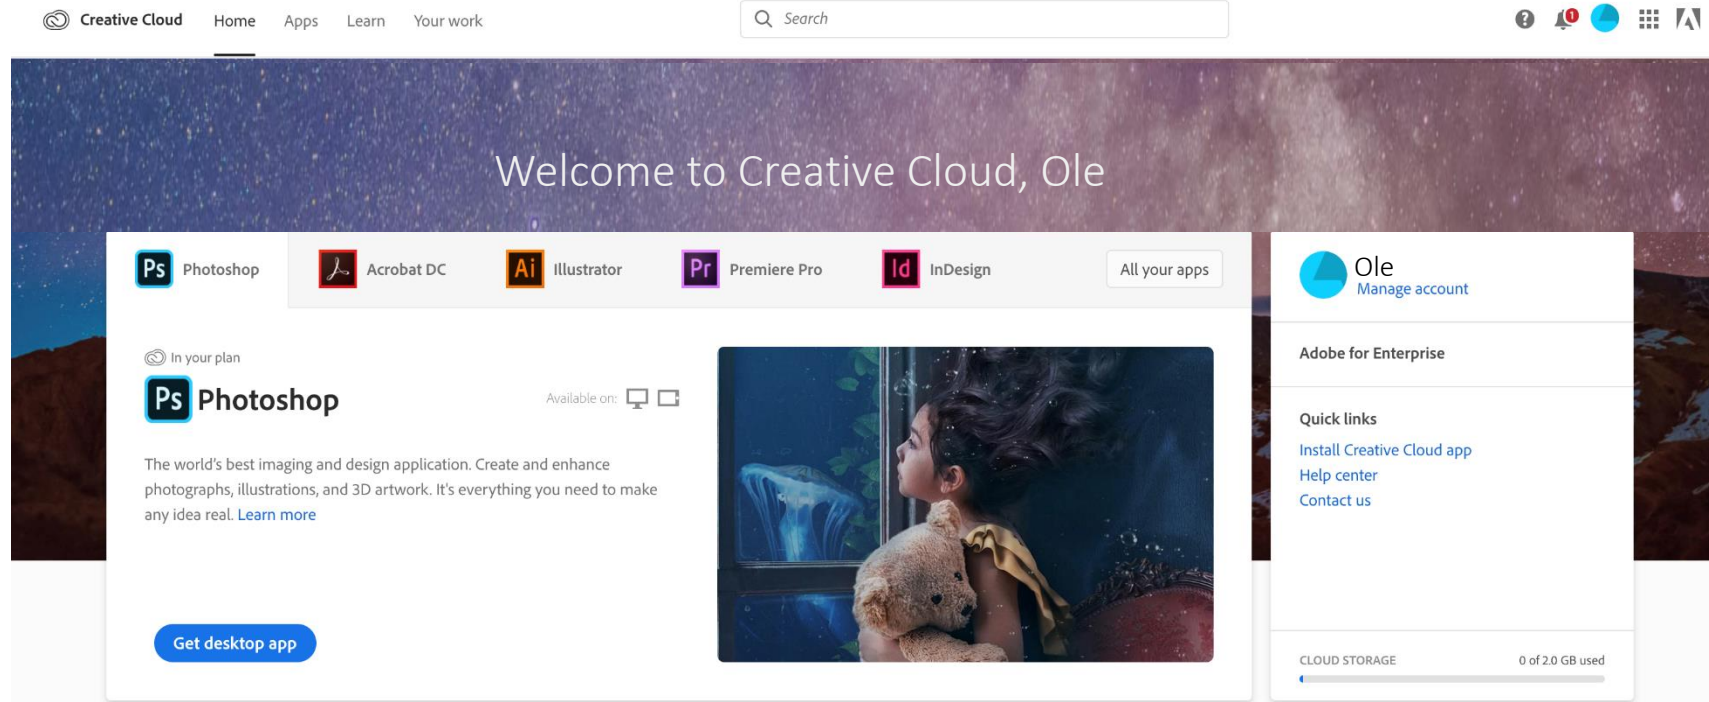 Creative Cloud Home Apps Learn Your work Search 1
Welcome to Creative Cloud, Ole
Ps Photoshop Acrobat DC Ai Illustrator Pr Premiere Pro Id InDesign All your apps
In your plan
Ps Photoshop Available on:
The world's best imaging and design application. Create and enhance
photographs, illustrations, and 3D artwork. It's everything you need to make
any idea real. Learn more
Get desktop app
Ole
Manage account
Adobe for Enterprise
Quick links
Install Creative Cloud app
Help center
Contact us
CLOUD STORAGE 0 of 2.0 GB used